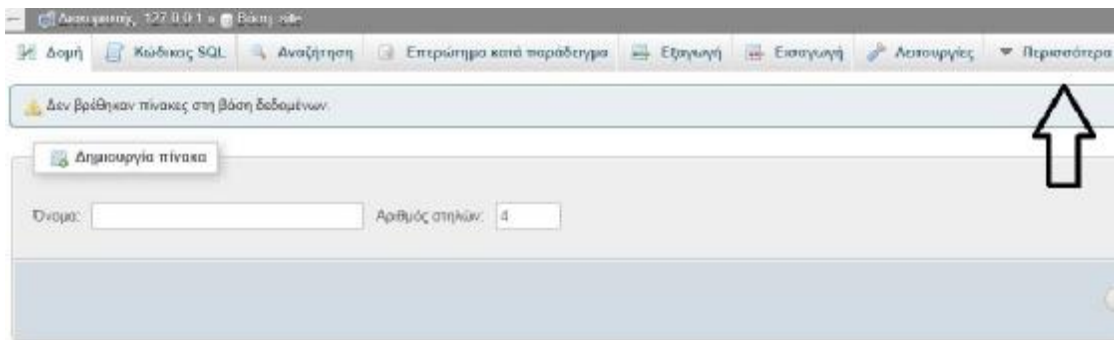 Διακομιστής: 127.0.0.1 » Βάση: site
Δομή Κώδικας SQL Αναζήτηση Επερώτημα κατά παράδειγμα Εξαγωγή Εισαγωγή Λειτουργίες Περισσότερα
Δεν βρέθηκαν πίνακες στη βάση δεδομένων.
Δημιουργία πίνακα
Όνομα: Αριθμός στηλών: 4